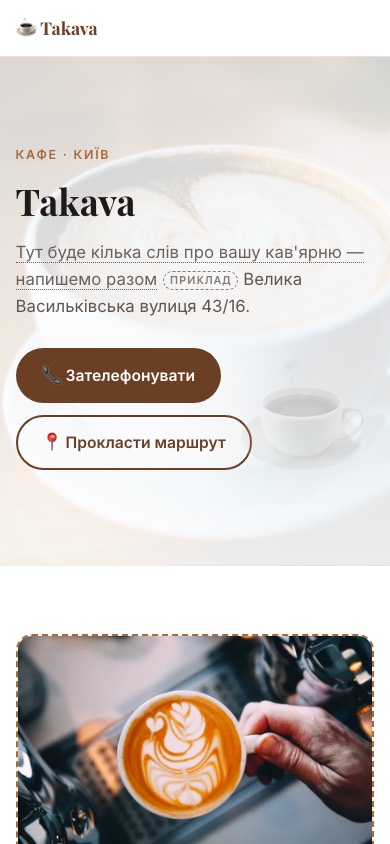 Takava
КАФЕ · КИЇВ
Takava
Тут буде кілька слів про вашу кав'ярню —
напишемо разом ПРИКЛАД Велика
Васильківська вулиця 43/16.
Зателефонувати
Прокласти маршрут